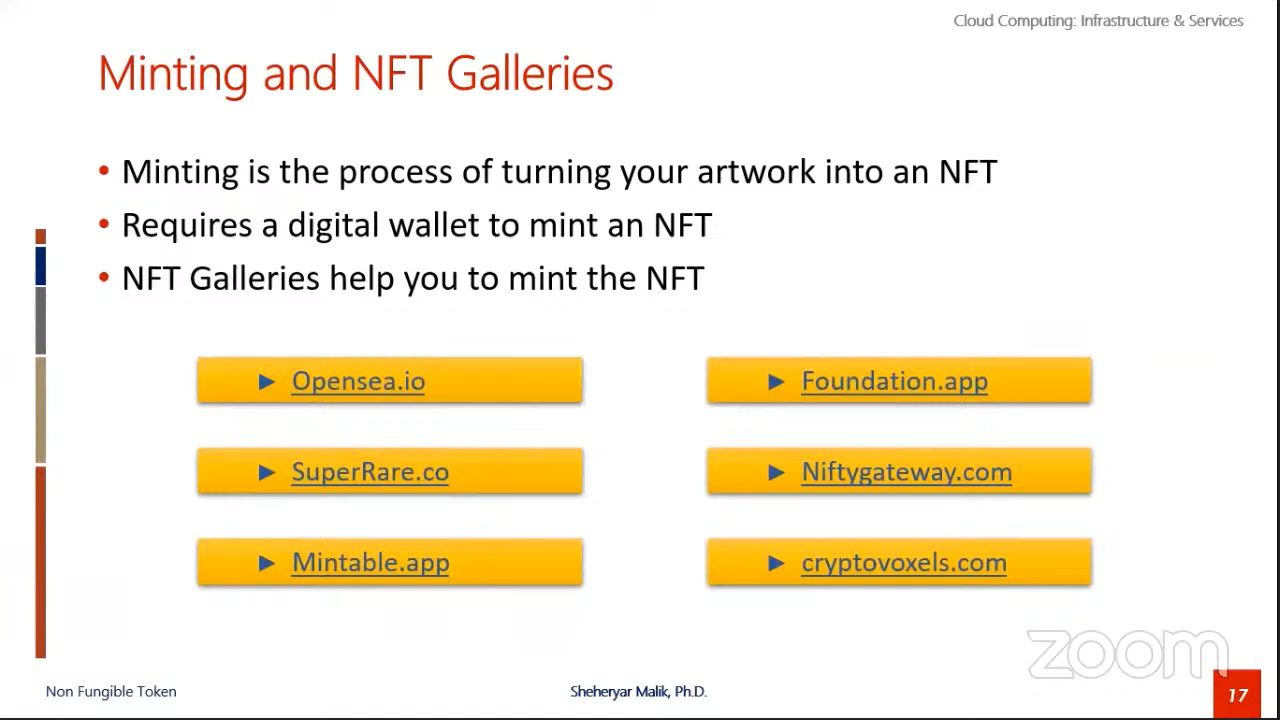 Cloud Computing: Infrastructure & Services
Minting and NFT Galleries
• Minting is the process of turning your artwork into an NFT
• Requires a digital wallet to mint an NFT
• NFT Galleries help you to mint the NFT
► Opensea.io
► Foundation.app
► SuperRare.co
► Niftygateway.com
► Mintable.app
► cryptovoxels.com
zoom
Non Fungible Token
Sheheryar Malik, Ph.D.
17